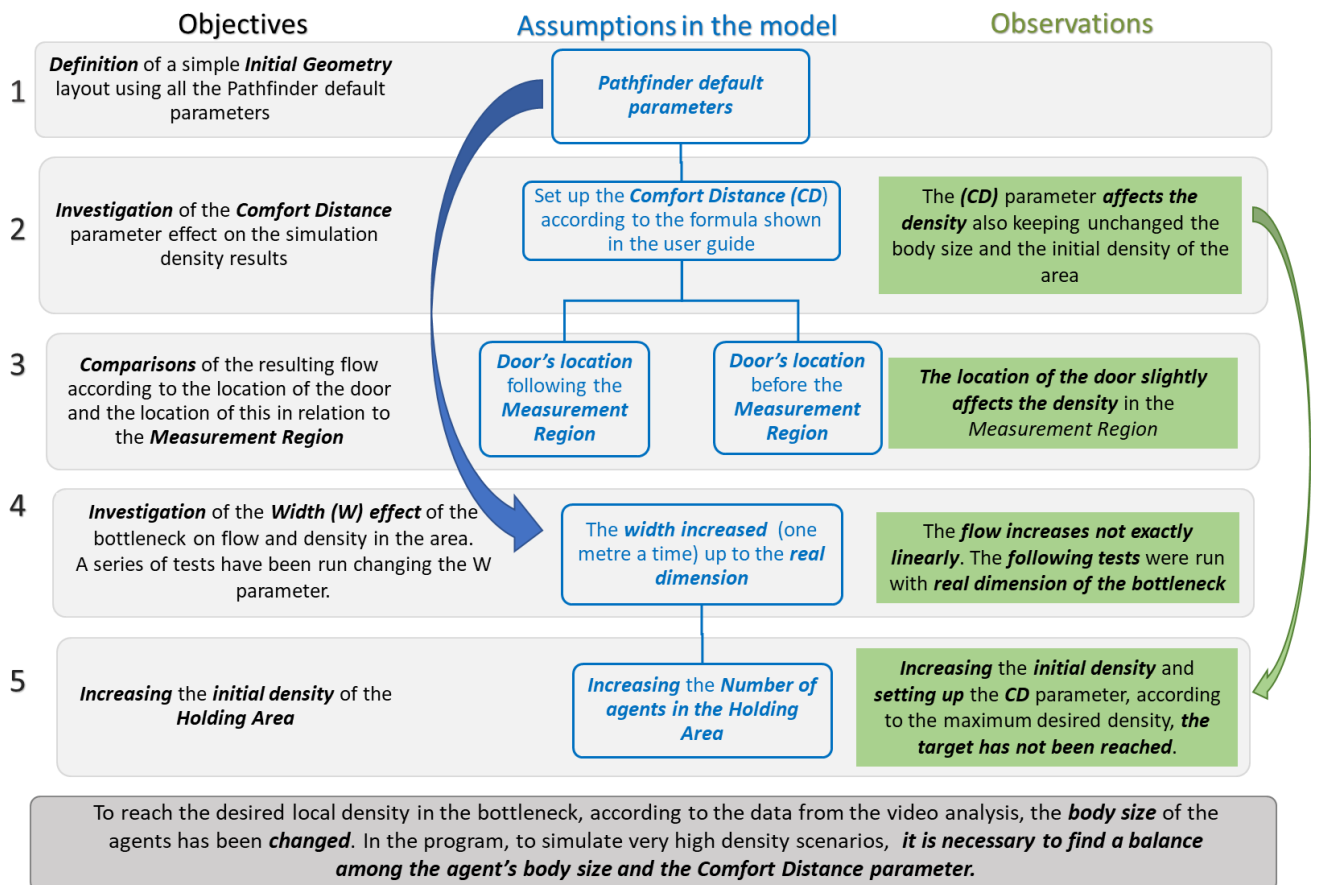 Objectives
Assumptions in the model
Observations
1
Definition of a simple Initial Geometry
layout using all the Pathfinder default
parameters
Pathfinder default
parameters
2
Investigation of the Comfort Distance
parameter effect on the simulation
density results
Set up the Comfort Distance (CD)
according to the formula shown
in the user guide
The (CD) parameter affects the
density also keeping unchanged the
body size and the initial density of the
area
3
Comparisons of the resulting flow
according to the location of the door
and the location of this in relation to
the Measurement Region
Door's location
following the
Measurement
Region
Door's location
before the
Measurement
Region
The location of the door slightly
affects the density in the
Measurement Region
4
Investigation of the Width (W) effect of the
bottleneck on flow and density in the area.
A series of tests have been run changing the W
parameter.
The width increased (one
metre a time) up to the real
dimension
The flow increases not exactly
linearly. The following tests were run
with real dimension of the bottleneck
5
Increasing the initial density of the
Holding Area
Increasing the Number of
agents in the Holding
Area
Increasing the initial density and
setting up the CD parameter, according
to the maximum desired density, the
target has not been reached.
To reach the desired local density in the bottleneck, according to the data from the video analysis, the body size of the
agents has been changed. In the program, to simulate very high density scenarios, it is necessary to find a balance
among the agent's body size and the Comfort Distance parameter.